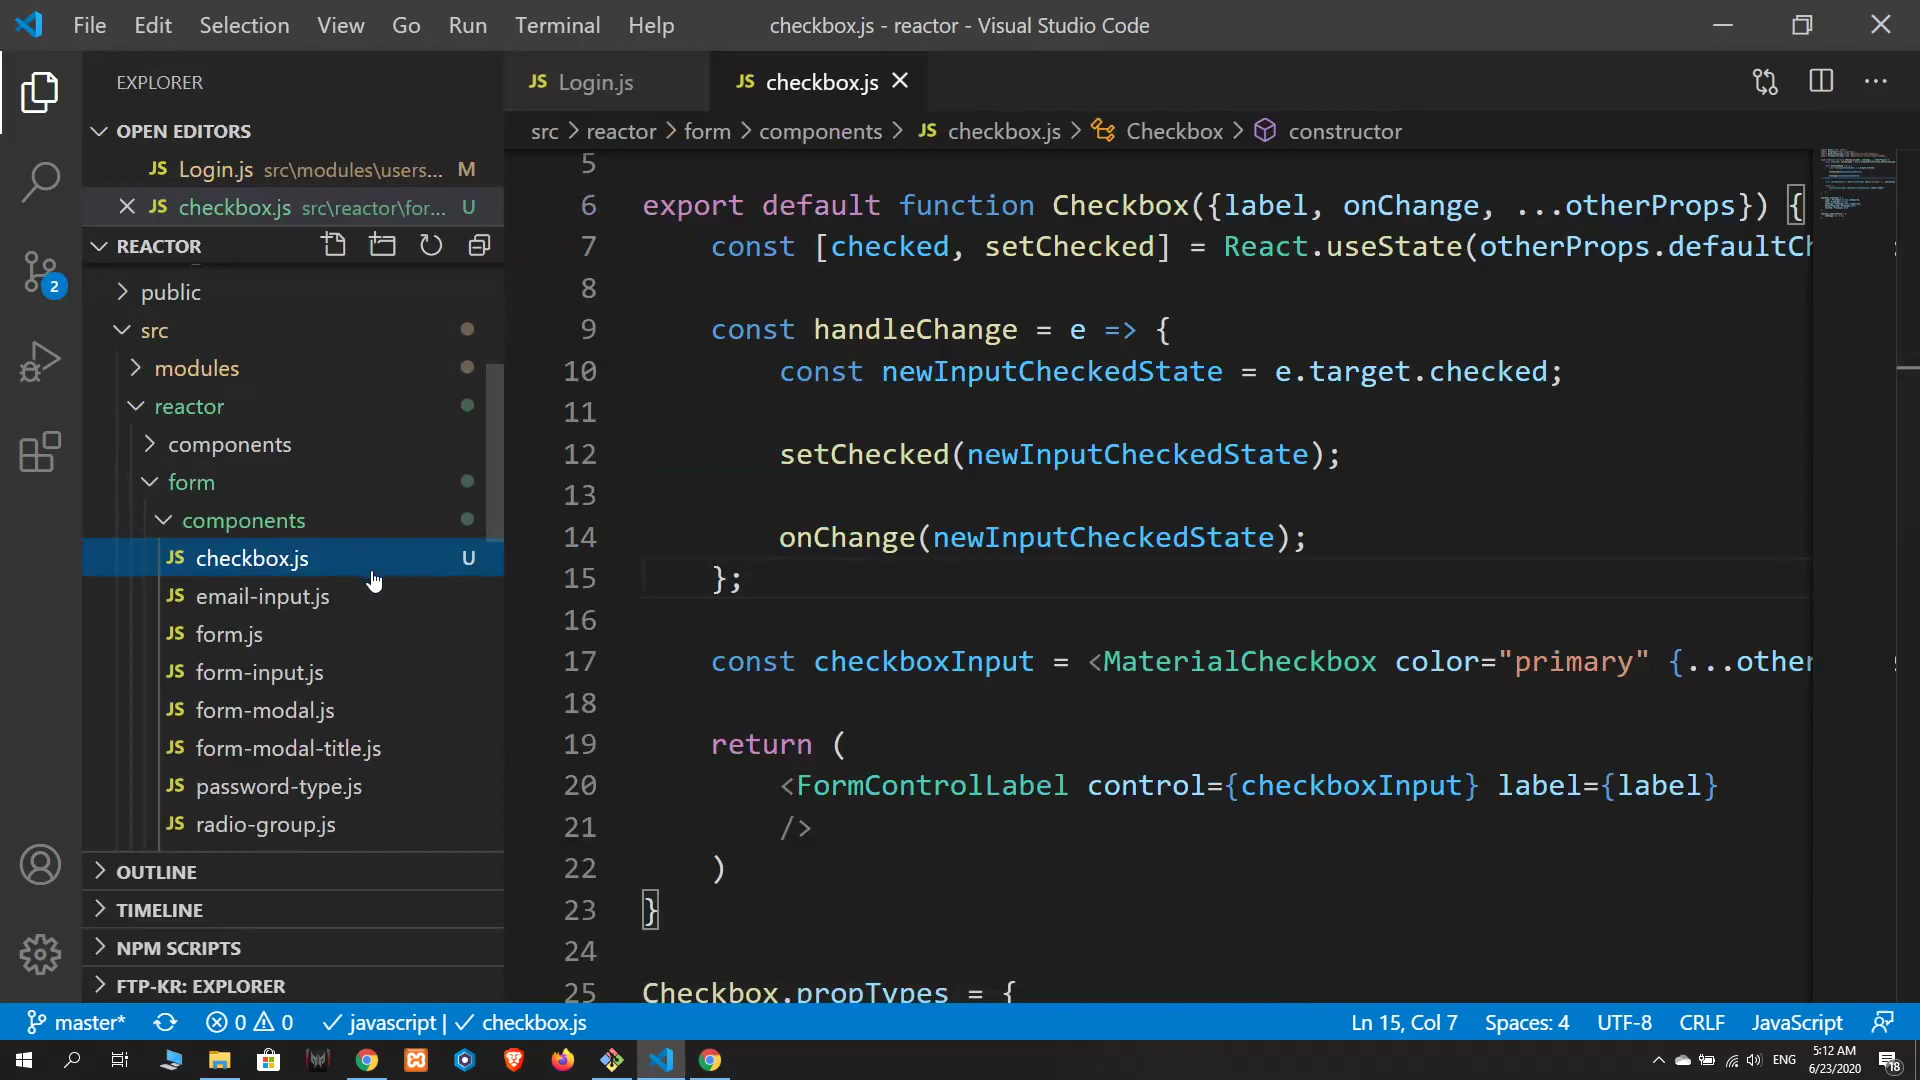 File Edit Selection View Go Run Terminal Help
checkbox.js - reactor - Visual Studio Code
EXPLORER
OPEN EDITORS
JS Login.js src\modules\users... M
JS checkbox.js src\reactor\for... U
REACTOR
public
src
modules
reactor
components
form
components
JS checkbox.js U
JS email-input.js
JS form.js
JS form-input.js
JS form-modal.js
JS form-modal-title.js
JS password-type.js
JS radio-group.js
OUTLINE
TIMELINE
NPM SCRIPTS
FTP-KR: EXPLORER
2
JS Login.js JS checkbox.js
src > reactor > form > components > JS checkbox.js > Checkbox > constructor
5
6 export default function Checkbox({label, onChange, ...otherProps}) {
7 const [checked, setChecked] = React.useState(otherProps.defaultCh
8
9 const handleChange = e => {
10 const newInputCheckedState = e.target.checked;
11
12 setChecked(newInputCheckedState);
13
14 onChange(newInputCheckedState);
15 };
16
17 const checkboxInput = <MaterialCheckbox color="primary" {...other
18
19 return (
20 <FormControlLabel control={checkboxInput} label={label}
21 />
22 )
23 }
24
25 Checkbox.propTypes = {
master* 0 0 javascript | checkbox.js Ln 15, Col 7 Spaces: 4 UTF-8 CRLF JavaScript
ENG 5:12 AM
6/23/2020 18